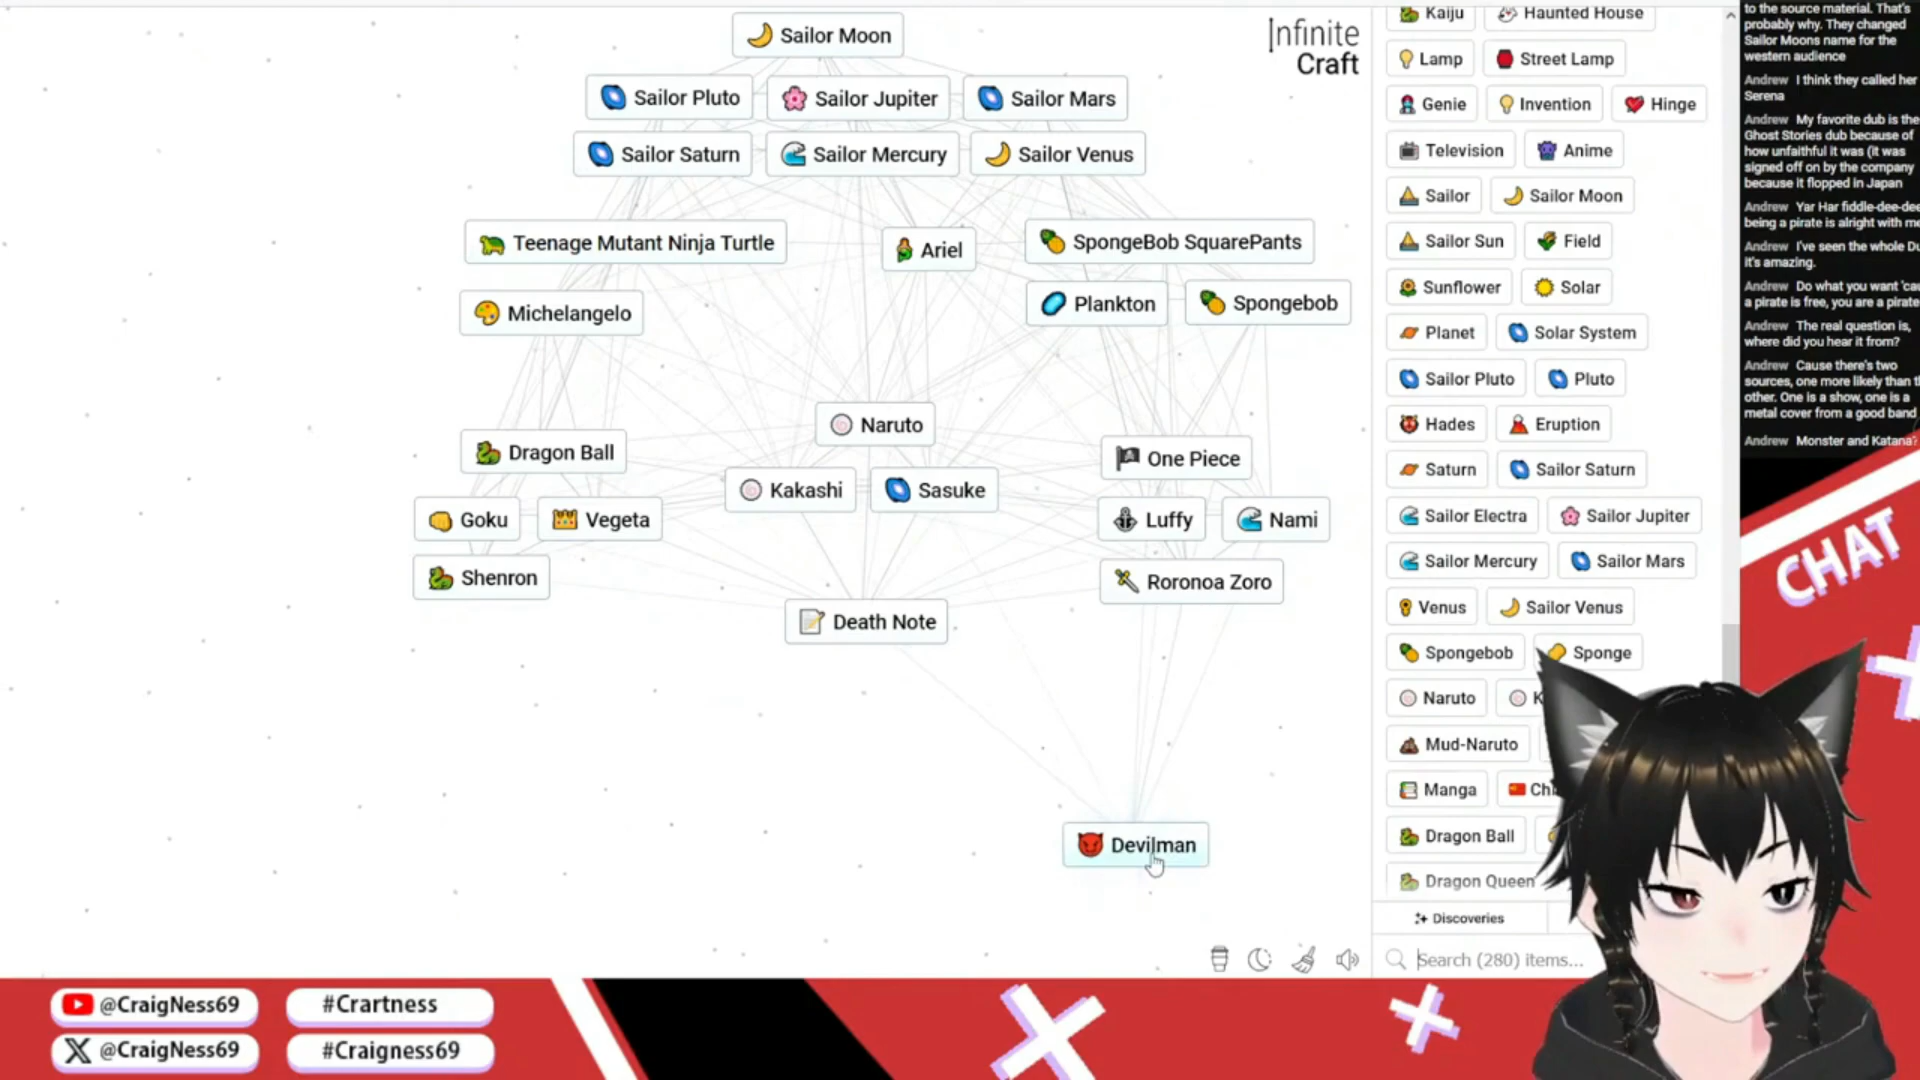 🌙 Sailor Moon
Infinite
Craft
Sailor Pluto
Sailor Jupiter
Sailor Mars
Sailor Saturn
Sailor Mercury
Sailor Venus
Teenage Mutant Ninja Turtle
Ariel
SpongeBob SquarePants
Michelangelo
Plankton
Spongebob
Naruto
Dragon Ball
One Piece
Kakashi
Sasuke
Goku
Vegeta
Luffy
Nami
Shenron
Roronoa Zoro
Death Note
Devilman
Kaiju
Haunted House
Lamp
Street Lamp
Genie
Invention
Hinge
Television
Anime
Sailor
Sailor Moon
Sailor Sun
Field
Sunflower
Solar
Planet
Solar System
Sailor Pluto
Pluto
Hades
Eruption
Saturn
Sailor Saturn
Sailor Electra
Sailor Jupiter
Sailor Mercury
Sailor Mars
Venus
Sailor Venus
Spongebob
Sponge
Naruto
K
Mud-Naruto
Manga
Chi
Dragon Ball
Dragon Queen
Discoveries
Search (280) items...
to the source material. That's
probably why. They changed
Sailor Moons name for the
western audience
Andrew I think they called her
Serena
Andrew My favorite dub is the
Ghost Stories dub because of
how unfaithful it was (it was
signed off on by the company
because it flopped in Japan
Andrew Yar Har fiddle-dee-dee
being a pirate is alright with me
Andrew I've seen the whole Du
it's amazing.
Andrew Do what you want 'cau
a pirate is free, you are a pirate
Andrew The real question is,
where did you hear it from?
Andrew Cause there's two
sources, one more likely than t
other. One is a show, one is a
metal cover from a good band
Andrew Monster and Katana?
CHAT
@CraigNess69
#Crartness
@CraigNess69
#Craigness69